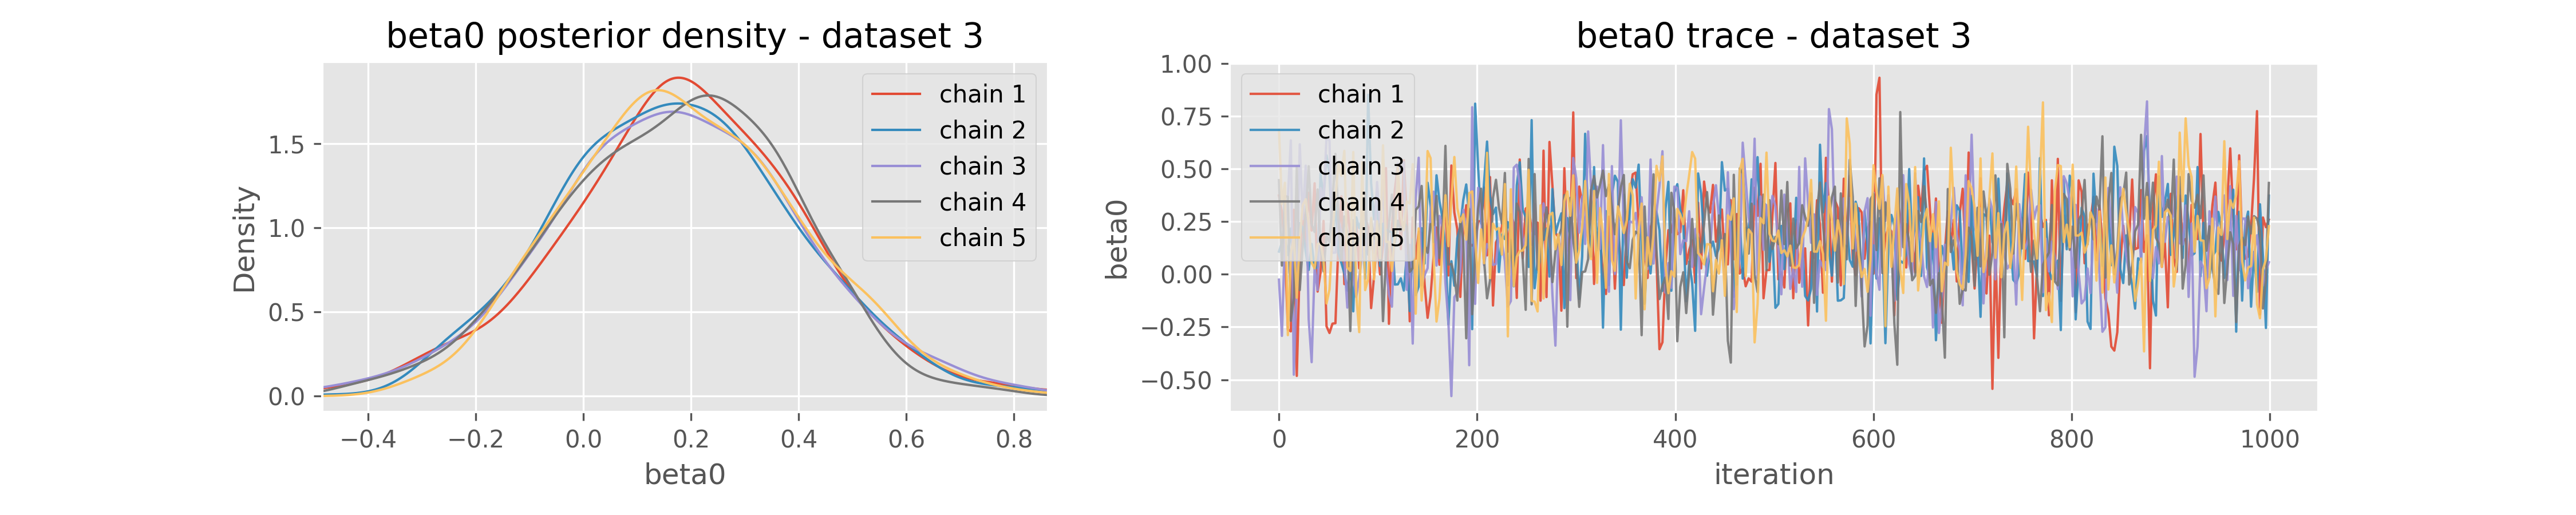 beta0 posterior density - dataset 3
Density
1.5
1.0
0.5
0.0
chain 1
chain 2
chain 3
chain 4
chain 5
−0.4 −0.2 0.0 0.2 0.4 0.6 0.8
beta0
beta0 trace - dataset 3
beta0
1.00
0.75
0.50
0.25
0.00
−0.25
−0.50
chain 1
chain 2
chain 3
chain 4
chain 5
0 200 400 600 800 1000
iteration